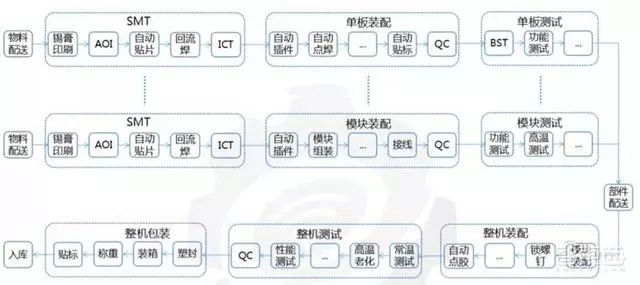 SMT
单板装配
单板测试
物料
配送
锡膏
印刷
AOI
自动
贴片
回流
焊
ICT
自动
插件
自动
点焊
...
自动
贴标
QC
BST
功能
测试
...
SMT
模块装配
模块测试
物料
配送
锡膏
印刷
AOI
自动
贴片
回流
焊
ICT
自动
插件
模块
组装
...
接线
QC
功能
测试
高温
测试
...
部件
配送
整机包装
整机测试
整机装配
入库
贴标
称重
装箱
塑封
QC
性能
测试
...
高温
老化
常温
测试
自动
点胶
...
锁螺
钉
装配